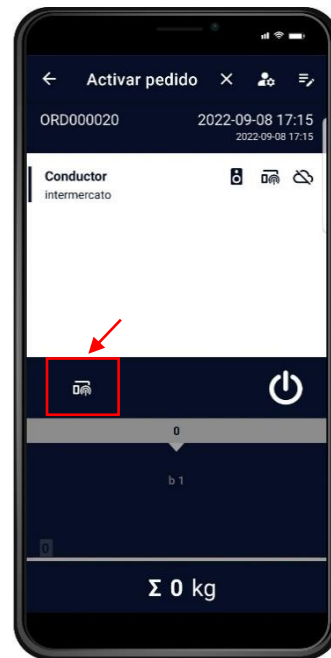 Activar pedido
ORD000020 2022-09-08 17:15
2022-09-08 17:15
Conductor
intermercato
0
b 1
0
Σ 0 kg